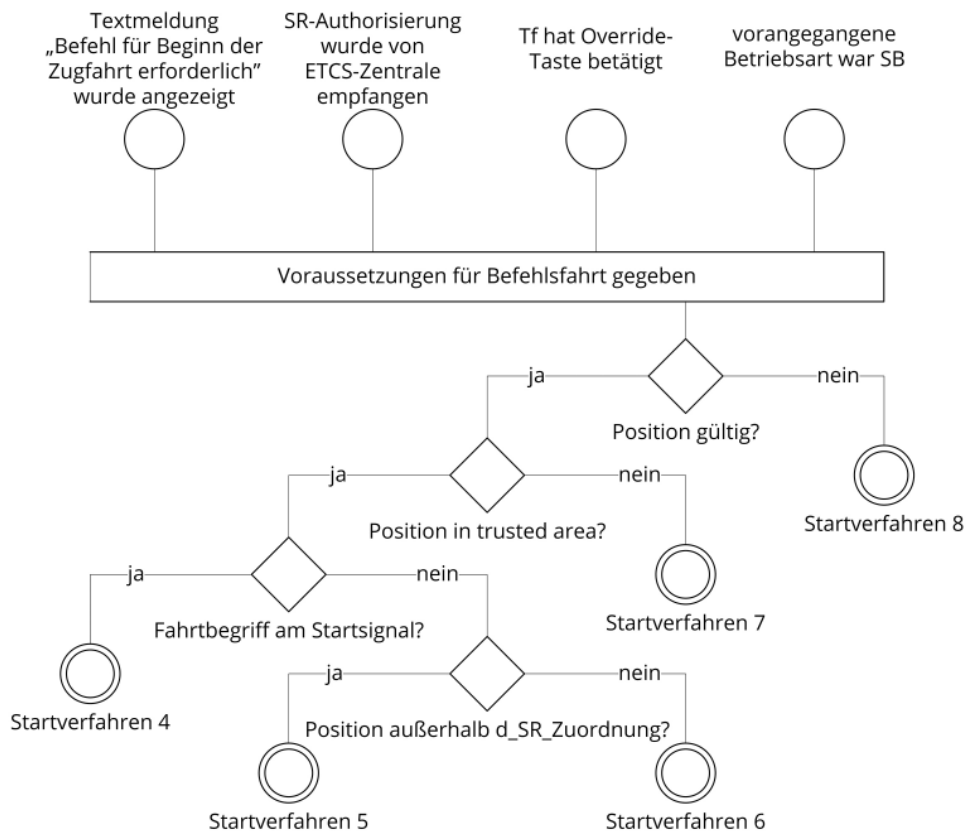 Textmeldung
„Befehl für Beginn der
Zugfahrt erforderlich”
wurde angezeigt
SR-Authorisierung
wurde von
ETCS-Zentrale
empfangen
Tf hat Override-
Taste betätigt
vorangegangene
Betriebsart war SB
Voraussetzungen für Befehlsfahrt gegeben
ja
nein
Position gültig?
ja
nein
Position in trusted area?
Startverfahren 8
ja
nein
Fahrtbegriff am Startsignal?
Startverfahren 7
ja
nein
Startverfahren 4
Position außerhalb d_SR_Zuordnung?
Startverfahren 5
Startverfahren 6